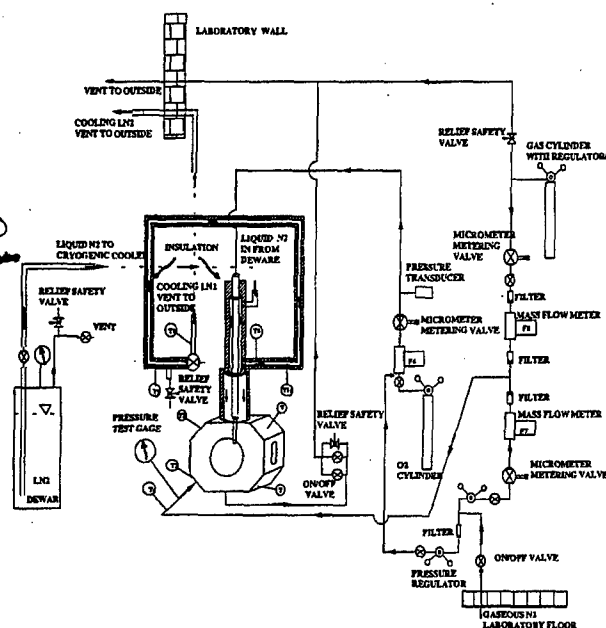 LABORATORY WALL
VENT TO OUTSIDE
COOLING LN2
VENT TO OUTSIDE
RELIEF SAFETY
VALVE
GAS CYLINDER
WITH REGULATOR
LIQUID N2 TO
CRYOGENIC COOLER
INSULATION
LIQUID N2
IN FROM
DEWARE
COOLING LN2
VENT TO
OUTSIDE
MICROMETER
METERING
VALVE
PRESSURE
TRANSDUCER
RELIEF SAFETY
VALVE
VENT
FILTER
MASS FLOW METER
MICROMETER
METERING VALVE
FILTER
RELIEF
SAFETY
VALVE
FILTER
PRESSURE
TEST GAGE
RELIEF SAFETY
VALVE
MASS FLOW METER
F7
LN2
DEWAR
ON/OFF
VALVE
O2
CYLINDER
MICROMETER
METERING VALVE
FILTER
PRESSURE
REGULATOR
ON/OFF VALVE
GASEOUS N2
LABORATORY FLOOR